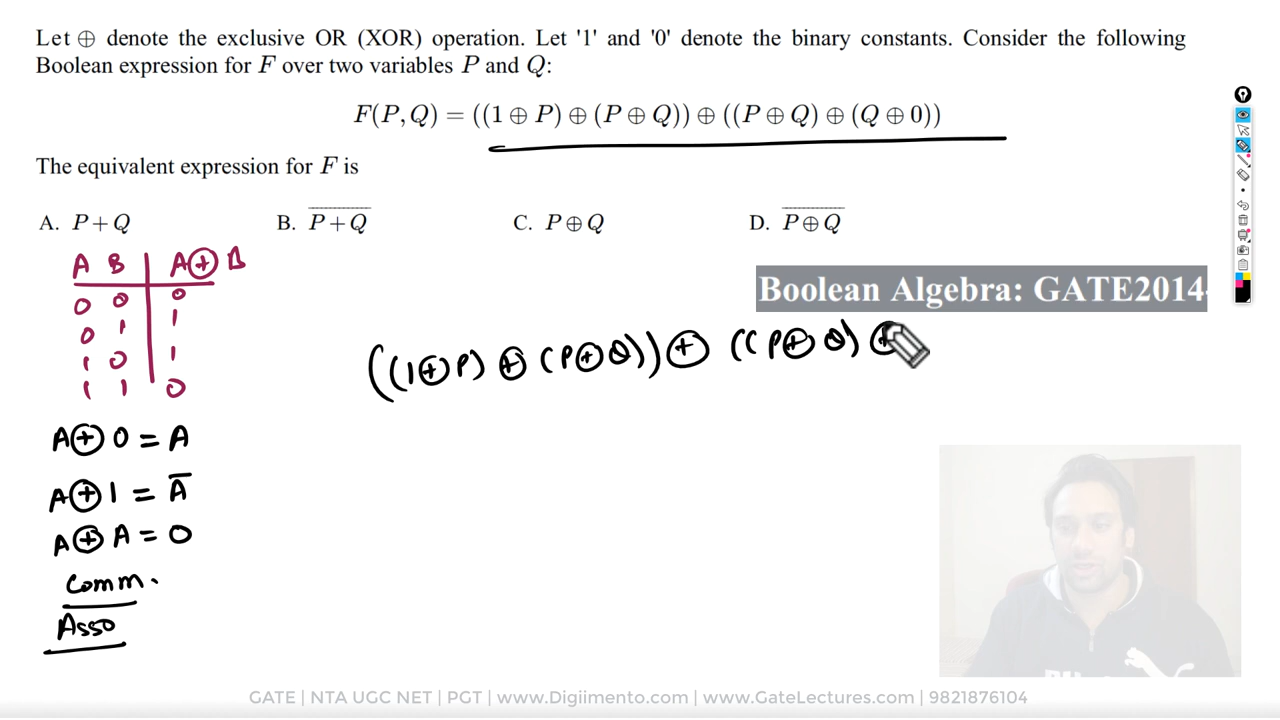 Let ⊕ denote the exclusive OR (XOR) operation. Let '1' and '0' denote the binary constants. Consider the following
Boolean expression for F over two variables P and Q:
F(P,Q) = ((1 ⊕ P) ⊕ (P ⊕ Q)) ⊕ ((P ⊕ Q) ⊕ (Q ⊕ 0))
The equivalent expression for F is
A. P + Q B. \overline{P + Q} C. P ⊕ Q D. \overline{P ⊕ Q}
A B | A ⊕ B
0 0 | 0
0 1 | 1
1 0 | 1
1 1 | 0
Boolean Algebra: GATE2014-
((1⊕P) ⊕ (P⊕Q)) ⊕ ((P⊕Q) ⊕
A ⊕ 0 = A
A ⊕ 1 = \overline{A}
A ⊕ A = 0
Comm.
Asso
GATE | NTA UGC NET | PGT | www.Digiimento.com | www.GateLectures.com | 9821876104